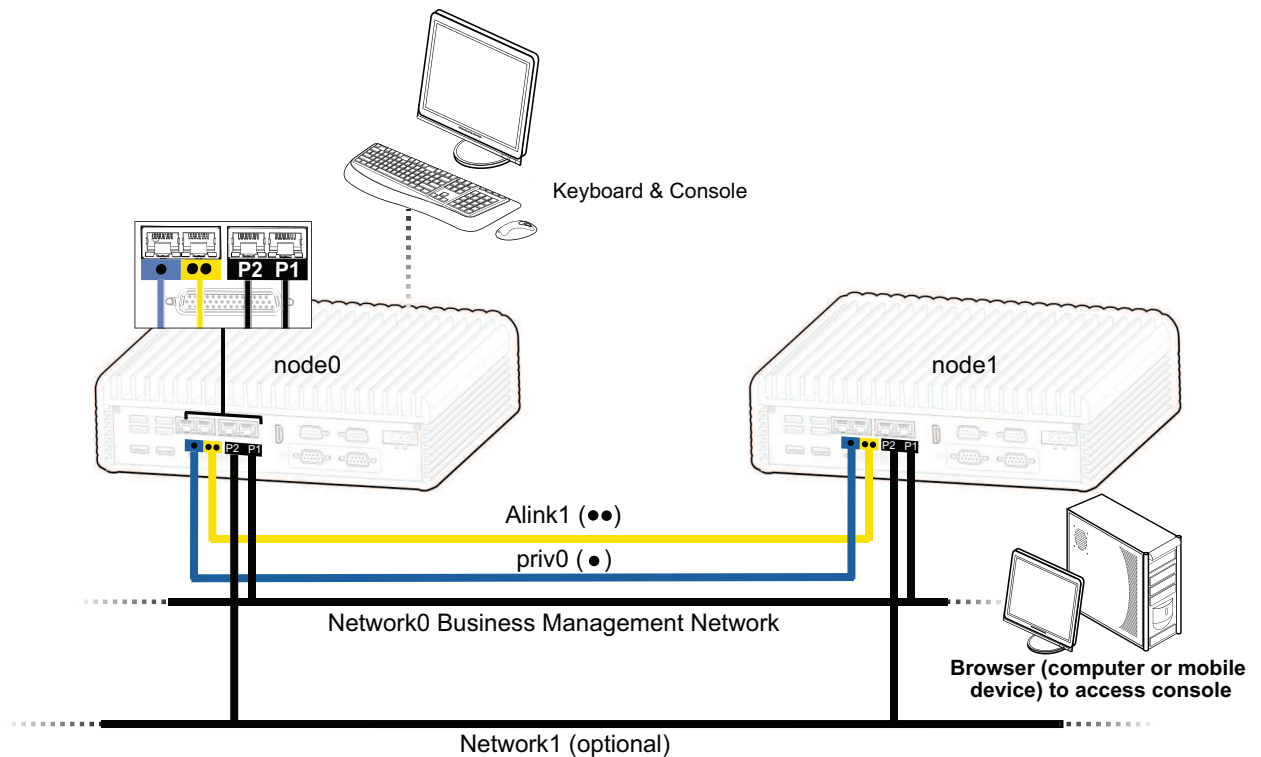 Keyboard & Console
P2 P1
node0
node1
P2 P1
P2 P1
Alink1 (●●)
priv0 (●)
Network0 Business Management Network
Browser (computer or mobile
device) to access console
Network1 (optional)